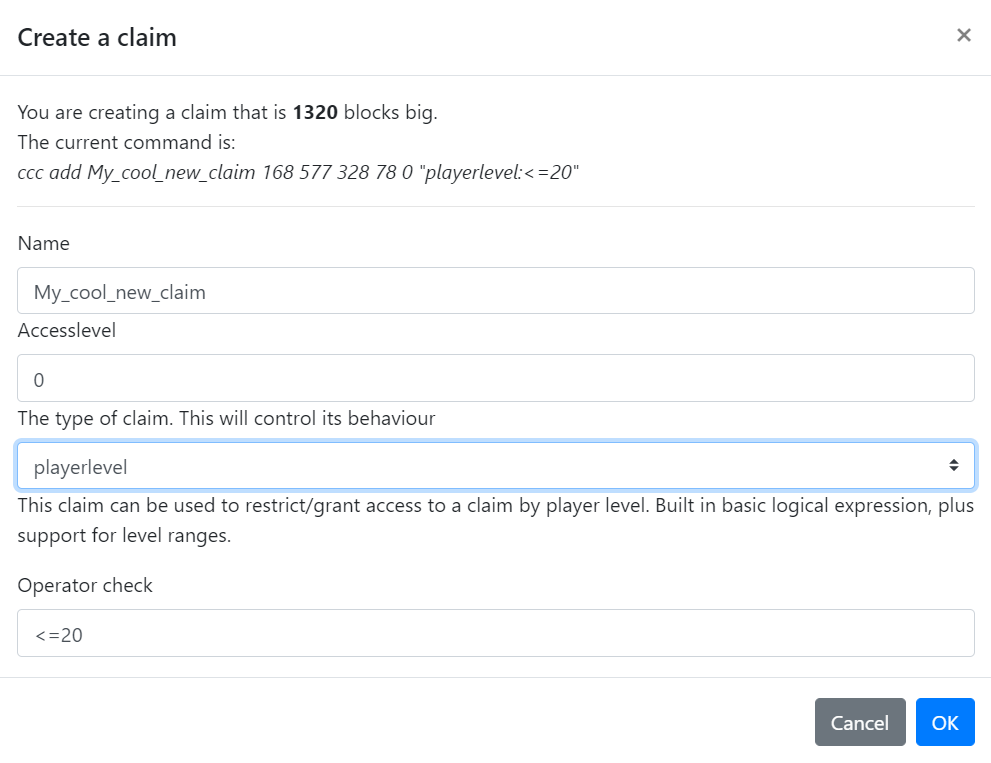 Create a claim
×
You are creating a claim that is 1320 blocks big.
The current command is:
ccc add My_cool_new_claim 168 577 328 78 0 "playerlevel:<=20"
Name
My_cool_new_claim
Accesslevel
0
The type of claim. This will control its behaviour
playerlevel
This claim can be used to restrict/grant access to a claim by player level. Built in basic logical expression, plus
support for level ranges.
Operator check
<=20
Cancel
OK